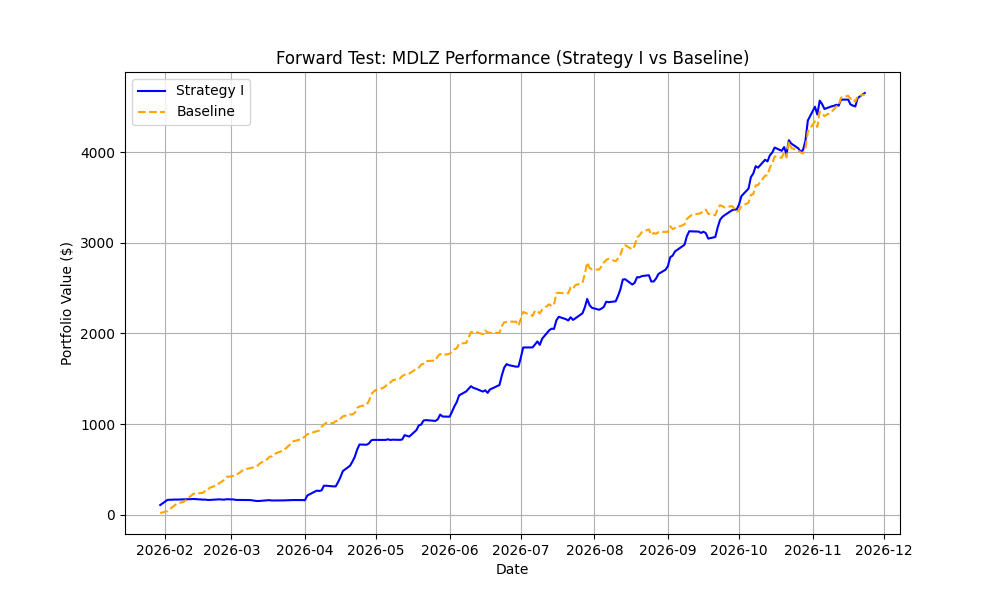 Forward Test: MDLZ Performance (Strategy I vs Baseline)
Strategy I
Baseline
Portfolio Value ($)
4000
3000
2000
1000
0
2026-02 2026-03 2026-04 2026-05 2026-06 2026-07 2026-08 2026-09 2026-10 2026-11 2026-12
Date